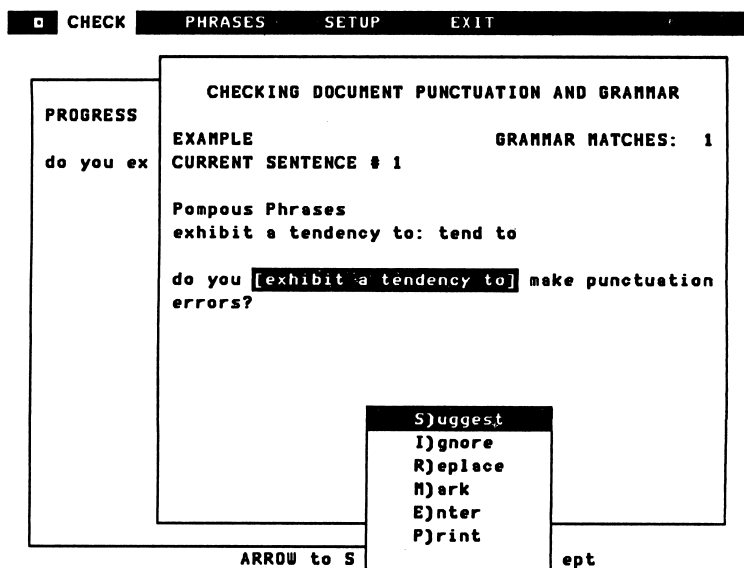 CHECK PHRASES SETUP EXIT
CHECKING DOCUMENT PUNCTUATION AND GRAMMAR
PROGRESS
EXAMPLE GRAMMAR MATCHES: 1
do you ex
CURRENT SENTENCE # 1
Pompous Phrases
exhibit a tendency to: tend to
do you [exhibit a tendency to] make punctuation
errors?
S)uggest
I)gnore
R)eplace
M)ark
E)nter
P)rint
ARROW to S ept